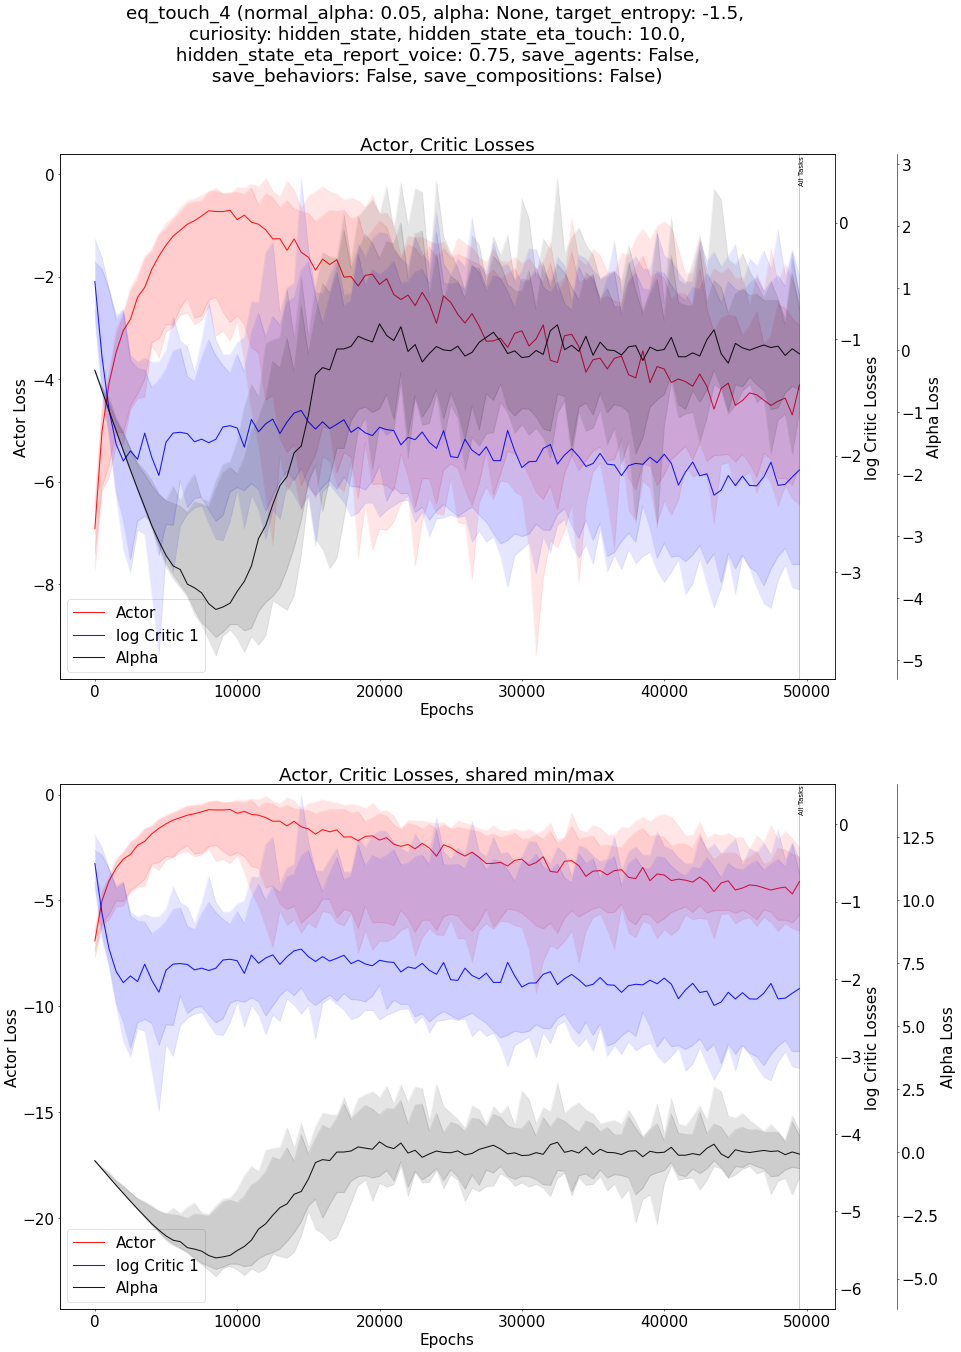 eq_touch_4 (normal_alpha: 0.05, alpha: None, target_entropy: -1.5,
curiosity: hidden_state, hidden_state_eta_touch: 10.0,
hidden_state_eta_report_voice: 0.75, save_agents: False,
save_behaviors: False, save_compositions: False)
Actor, Critic Losses
All Tasks
Actor Loss
0
−2
−4
−6
−8
0
−1
−2
−3
log Critic Losses
3
2
1
0
−1
−2
−3
−4
−5
Alpha Loss
Actor
log Critic 1
Alpha
0 10000 20000 30000 40000 50000
Epochs
Actor, Critic Losses, shared min/max
All Tasks
Actor Loss
0
−5
−10
−15
−20
0
−1
−2
−3
−4
−5
−6
log Critic Losses
12.5
10.0
7.5
5.0
2.5
0.0
−2.5
−5.0
Alpha Loss
Actor
log Critic 1
Alpha
0 10000 20000 30000 40000 50000
Epochs